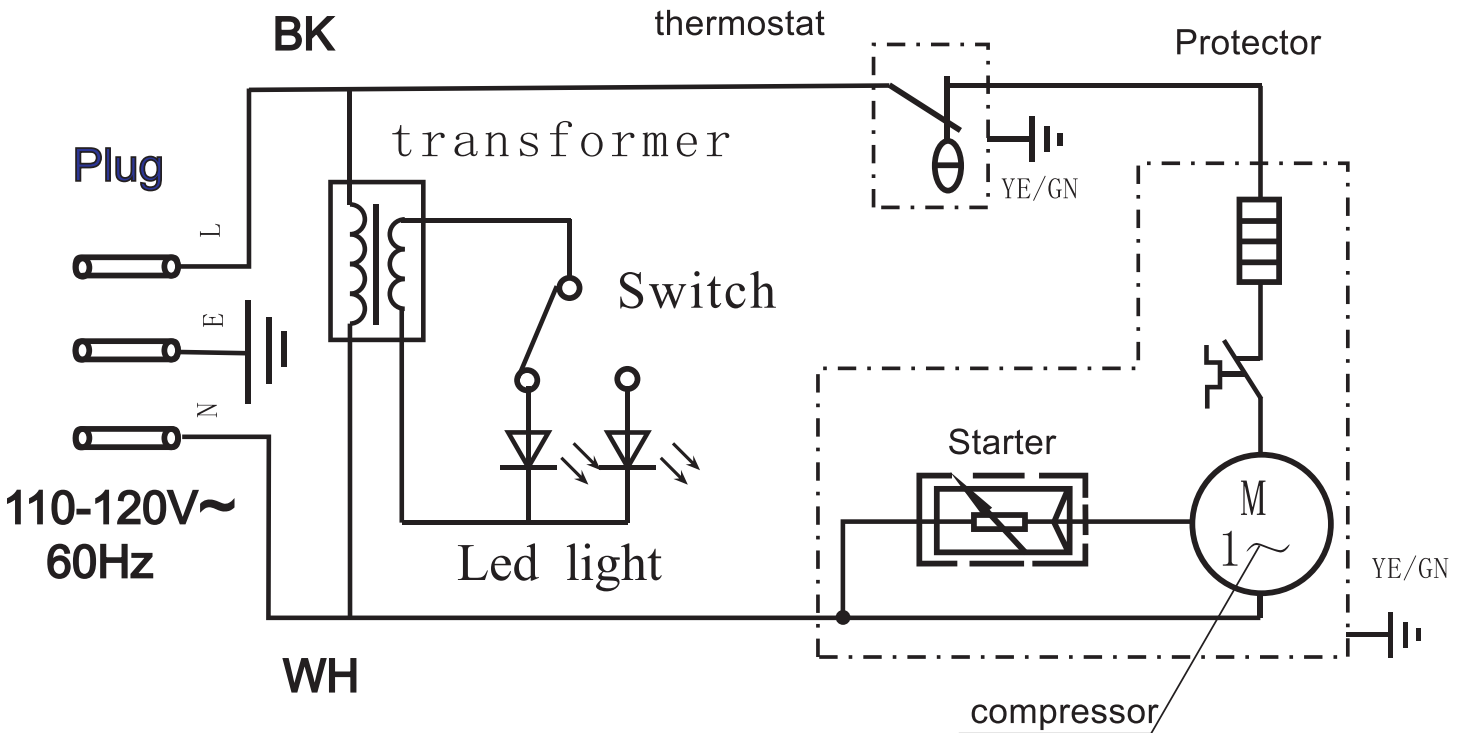 BK
thermostat
Protector
transformer
Plug
YE/GN
L
Switch
E
N
Starter
110-120V~
60Hz
M
1~
Led light
YE/GN
WH
compressor